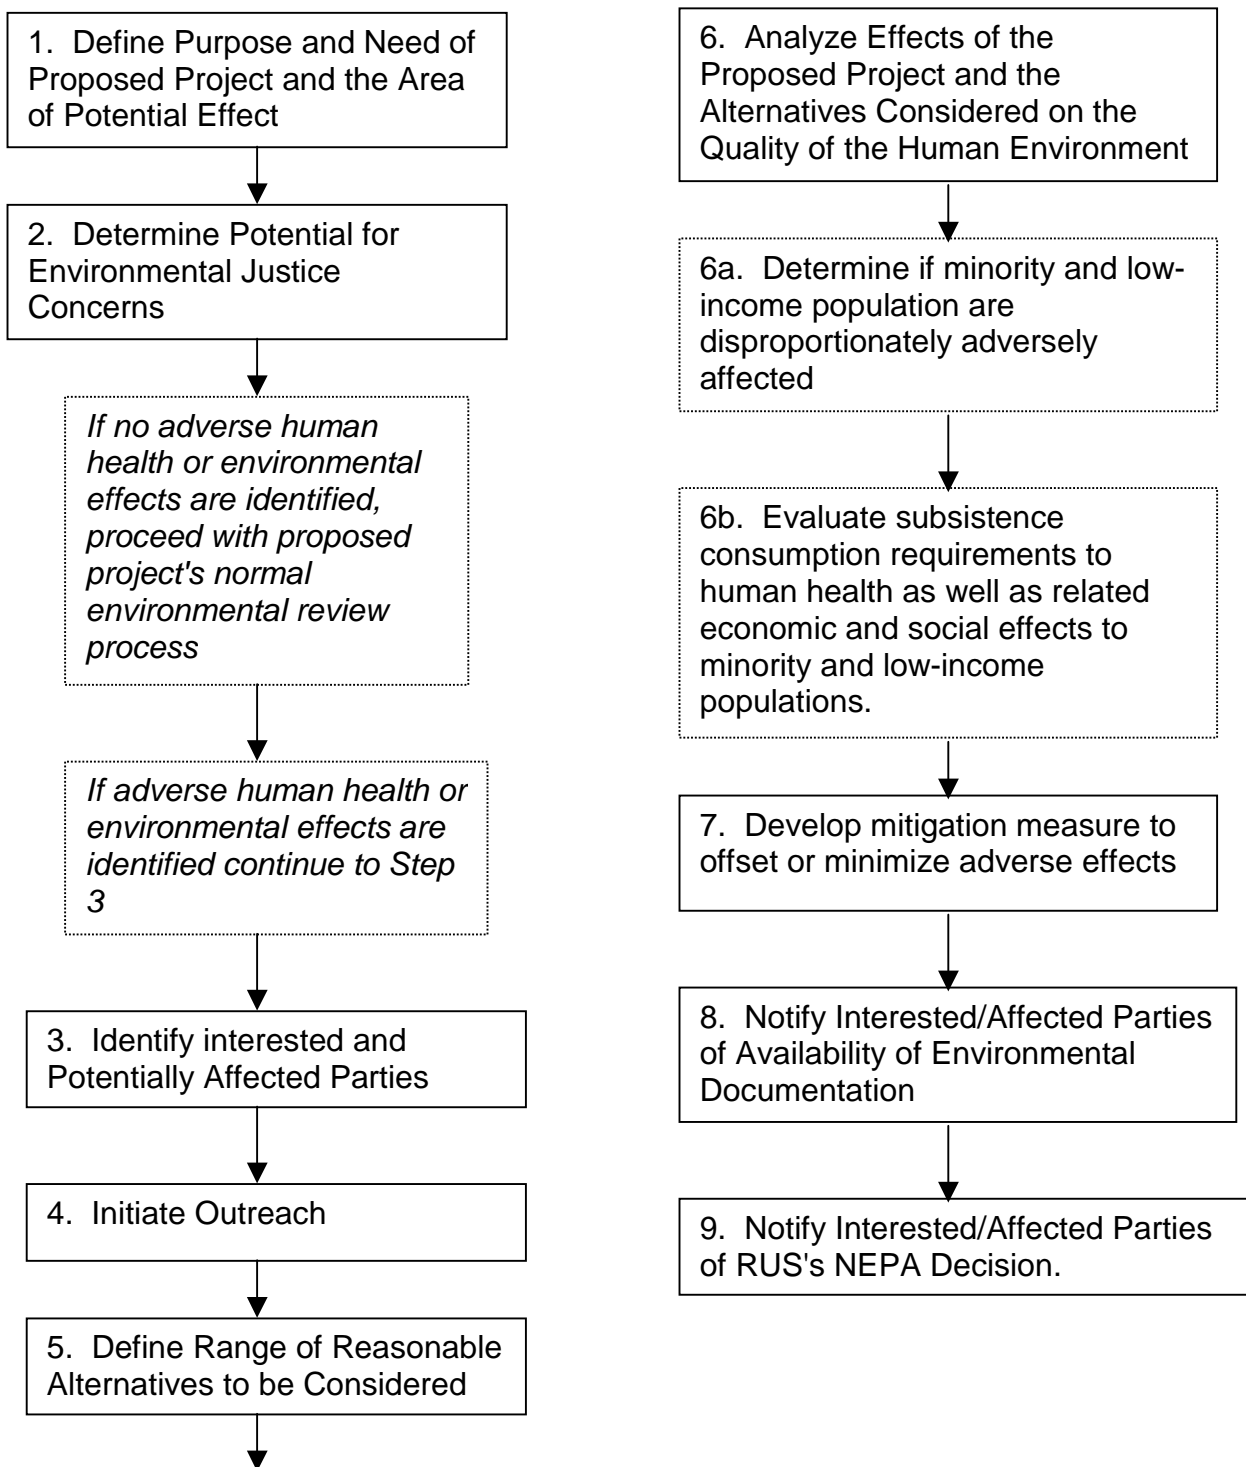 1. Define Purpose and Need of
Proposed Project and the Area
of Potential Effect
2. Determine Potential for
Environmental Justice
Concerns
If no adverse human
health or environmental
effects are identified,
proceed with proposed
project's normal
environmental review
process
If adverse human health or
environmental effects are
identified continue to Step
3
3. Identify interested and
Potentially Affected Parties
4. Initiate Outreach
5. Define Range of Reasonable
Alternatives to be Considered
6. Analyze Effects of the
Proposed Project and the
Alternatives Considered on the
Quality of the Human Environment
6a. Determine if minority and low-
income population are
disproportionately adversely
affected
6b. Evaluate subsistence
consumption requirements to
human health as well as related
economic and social effects to
minority and low-income
populations.
7. Develop mitigation measure to
offset or minimize adverse effects
8. Notify Interested/Affected Parties
of Availability of Environmental
Documentation
9. Notify Interested/Affected Parties
of RUS's NEPA Decision.